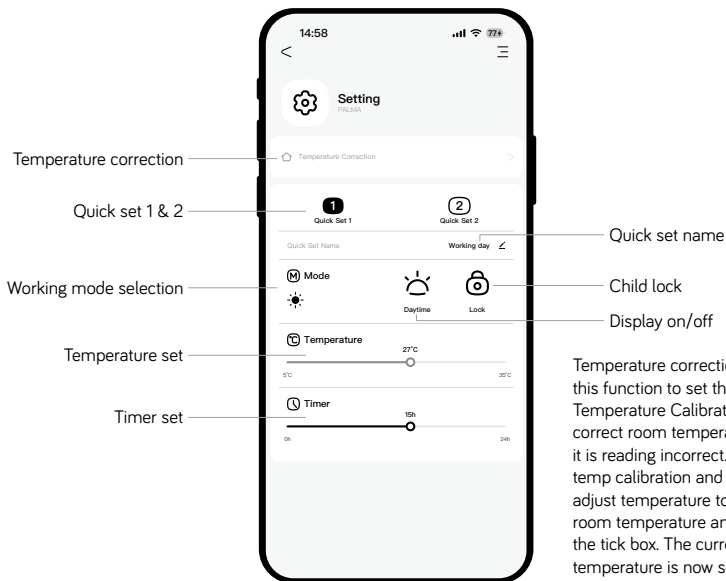 14:58
77
Setting
PALMA
Temperature correction
Temperature Correction
Quick set 1 & 2
1
2
Quick Set 1
Quick Set 2
Quick Set Name
Working day
Quick set name
Working mode selection
M Mode
Daytime
Lock
Child lock
Display on/off
Temperature set
°C Temperature
27°C
5°C
35°C
Timer set
Timer
15h
0h
24h
Temperature correctio
this function to set th
Temperature Calibrat
correct room tempera
it is reading incorrect.
temp calibration and
adjust temperature to
room temperature an
the tick box. The curre
temperature is now s